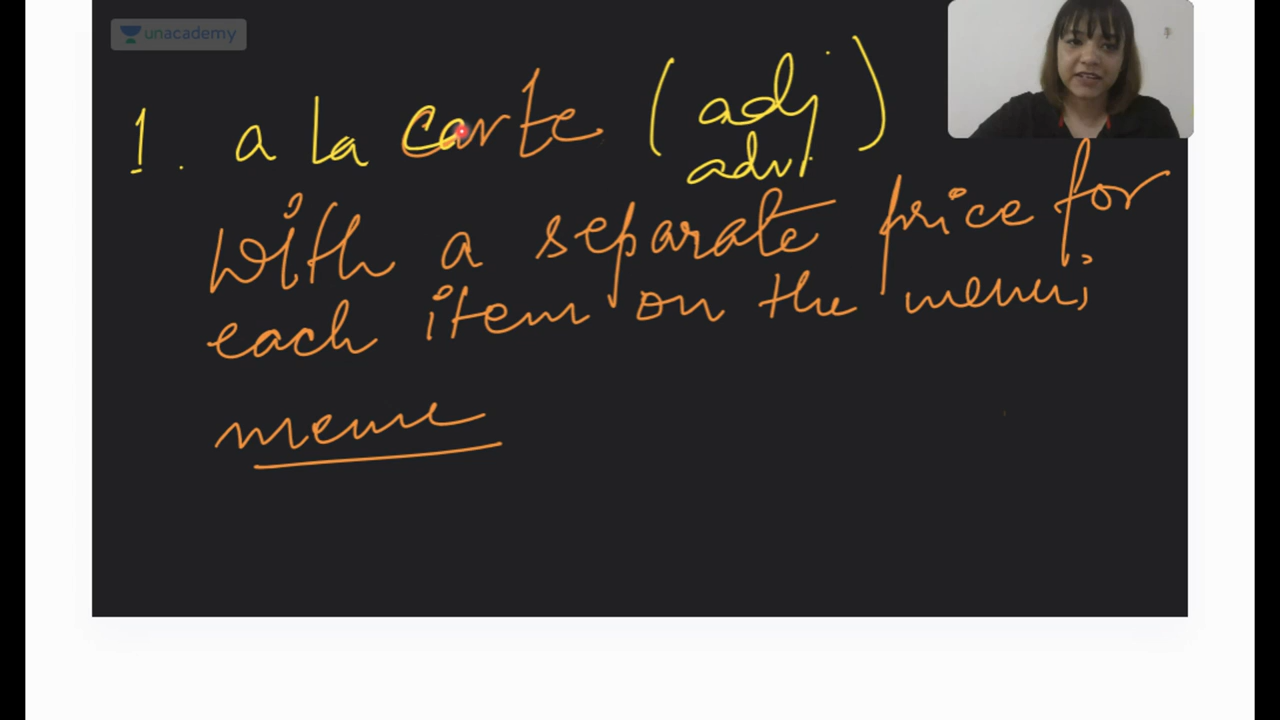 unacademy
1. a la carte (adj
adv.)
With a separate price for
each item on the menu;
menu